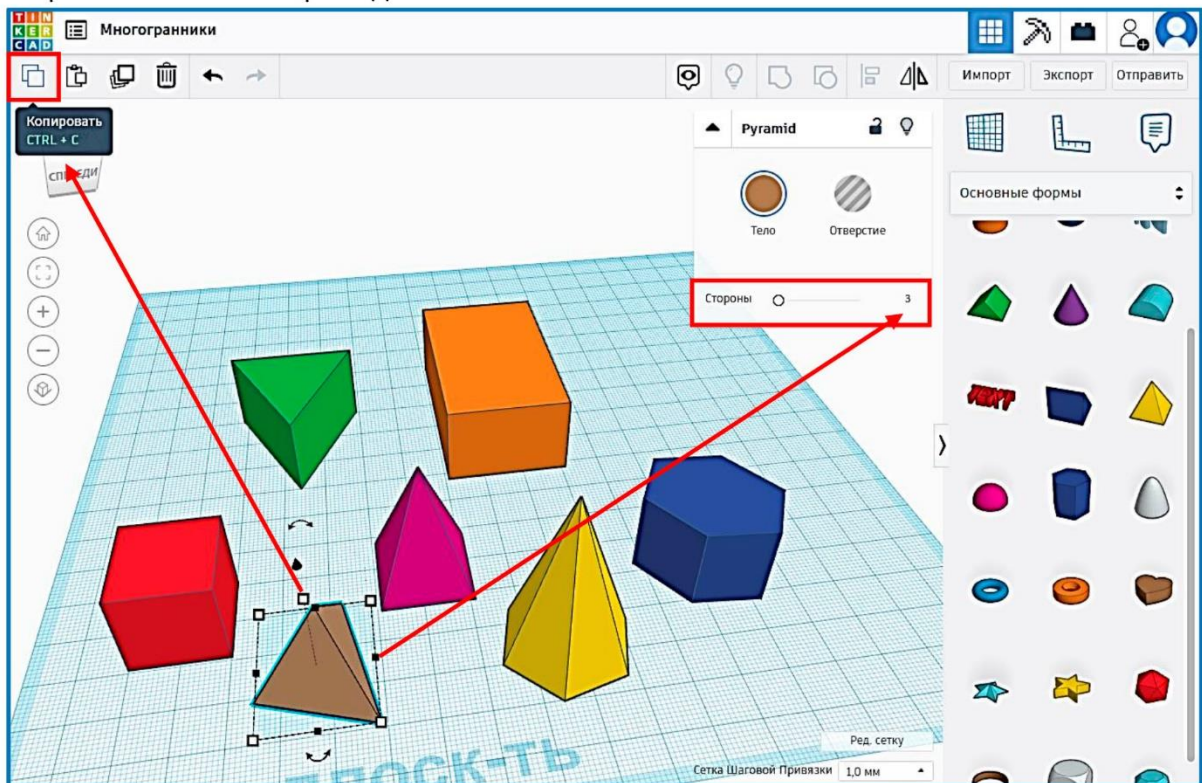 TIN
KER
CAD
Многогранники
Импорт
Экспорт
Отправить
Копировать
CTRL + C
Pyramid
Тело
Отверстие
Основные формы
Стороны
3
TEXT
Ред. сетку
Сетка Шаговой Привязки 1,0 мм